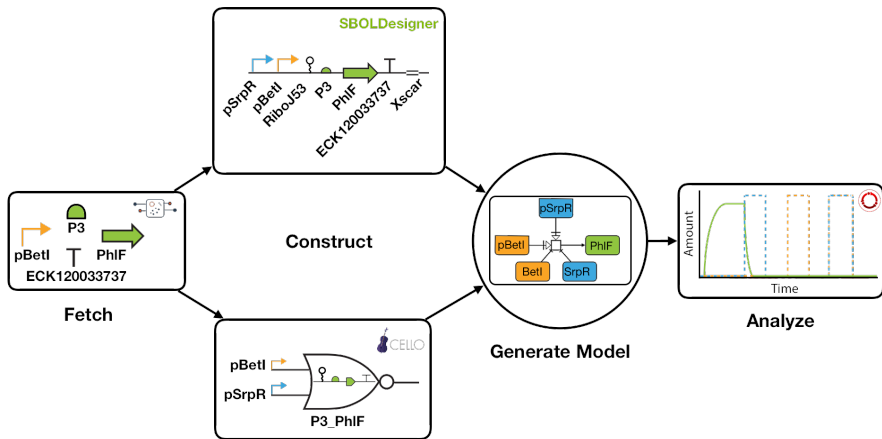 SBOLDesigner
pSrpR
pBetI
RiboJ53
P3
PhlF
ECK120033737
Xscar
P3
pBetI
PhlF
ECK120033737
Fetch
Construct
pSrpR
pBetI
PhlF
BetI
SrpR
Generate Model
Amount
Time
Analyze
CELLO
pBetI
pSrpR
P3_PhlF